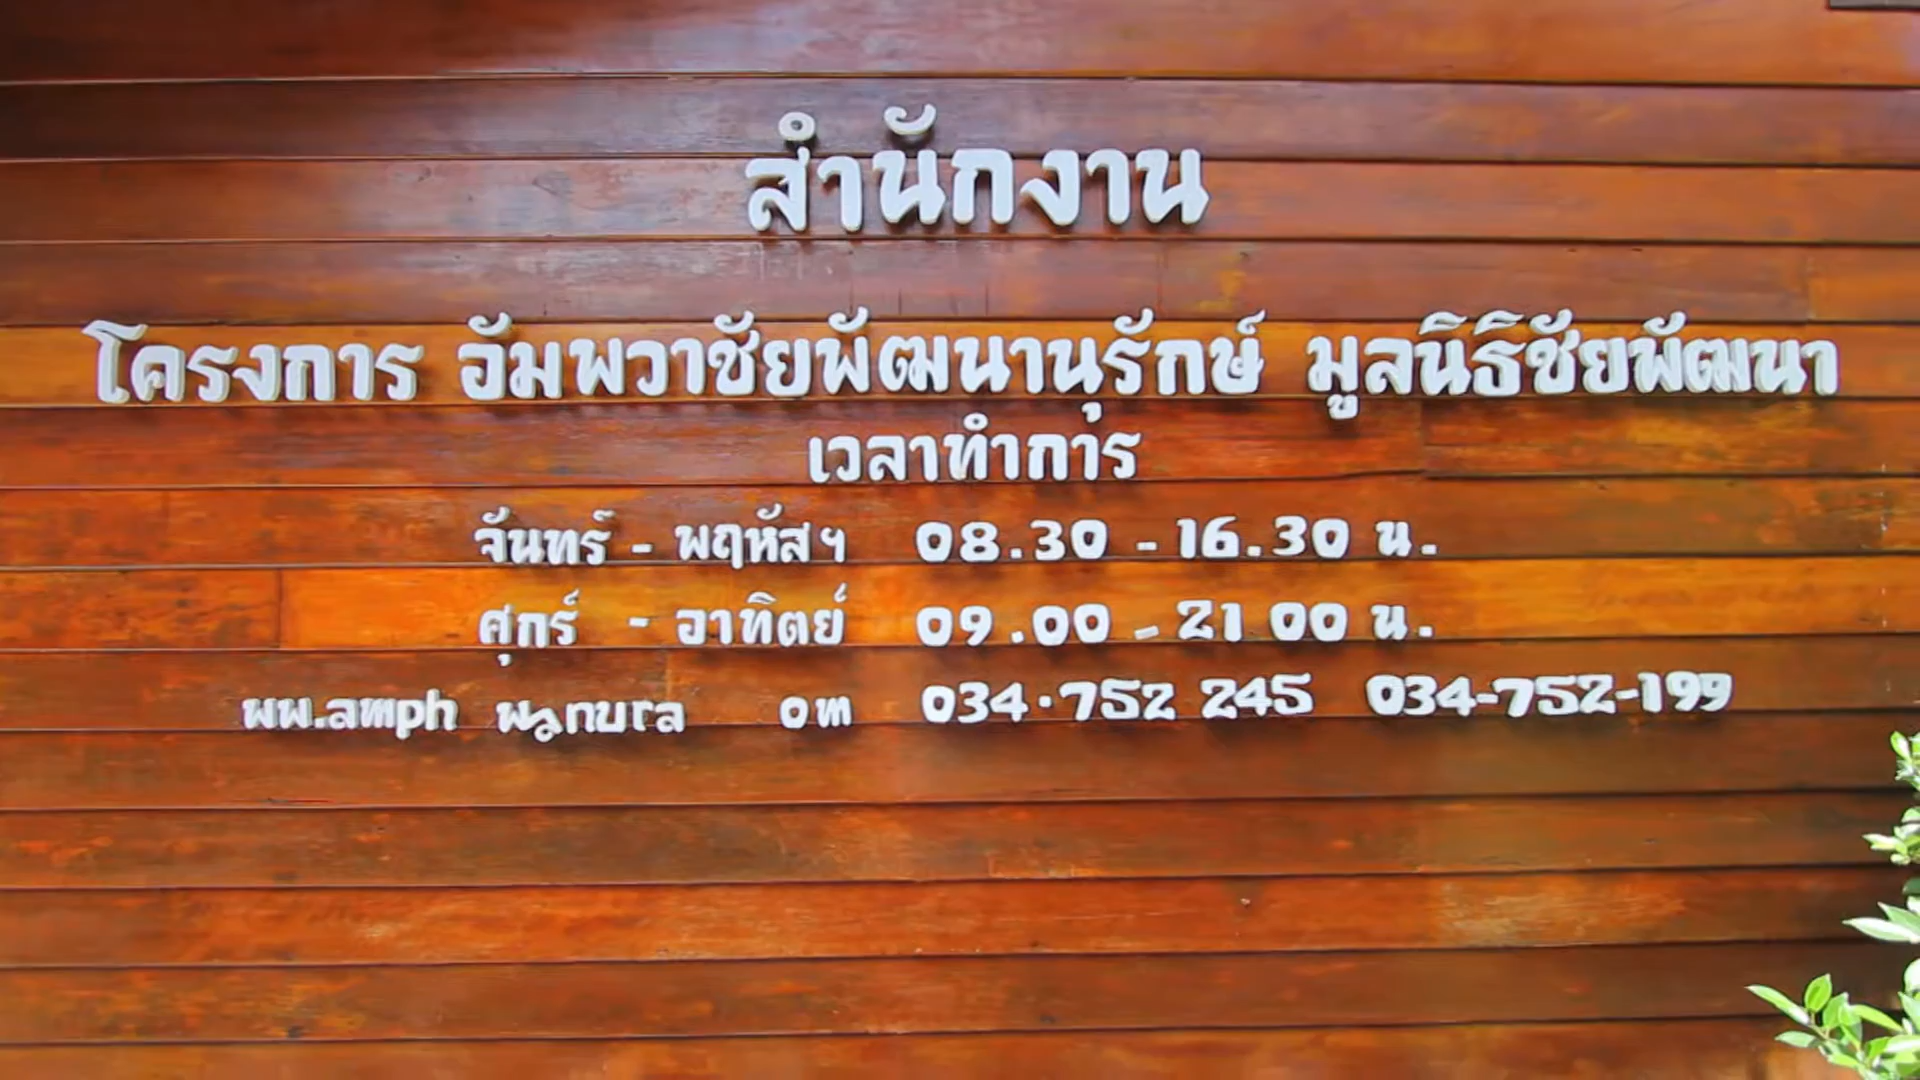 สำนักงาน
โครงการ อัมพวาชัยพัฒนานุรักษ์ มูลนิธิชัยพัฒนา
เวลาทำการ
จันทร์ - พฤหัสฯ 08.30 - 16.30 น.
ศุกร์ - อาทิตย์ 09.00 - 21 00 น.
ww.amph wanura om 034·752 245 034-752-199